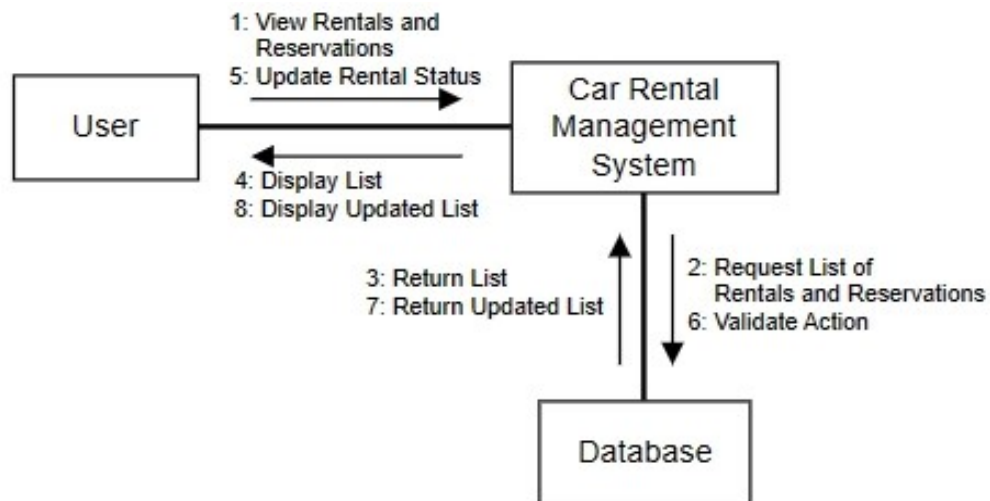 1: View Rentals and
Reservations
5: Update Rental Status
User
Car Rental
Management
System
4: Display List
8: Display Updated List
3: Return List
7: Return Updated List
2: Request List of
Rentals and Reservations
6: Validate Action
Database